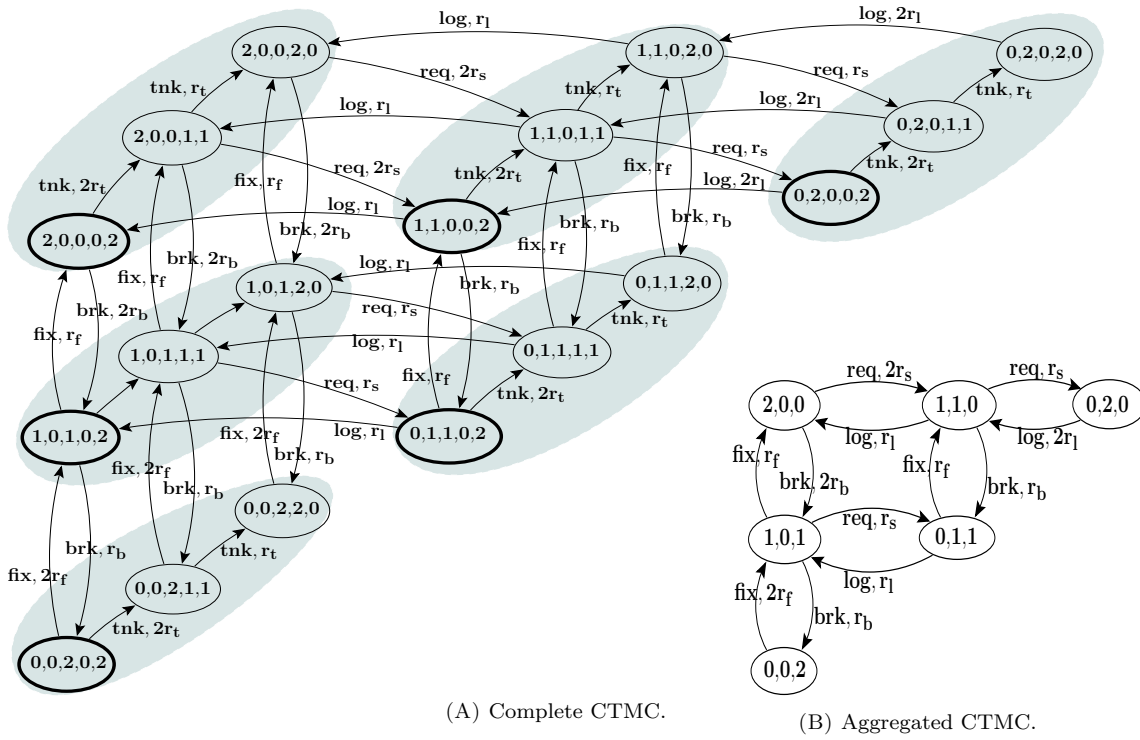 log, r_l
log, 2r_l
2,0,0,2,0
1,1,0,2,0
0,2,0,2,0
req, 2r_s
req, r_s
tnk, r_t
tnk, r_t
tnk, r_t
log, r_l
log, 2r_l
2,0,0,1,1
1,1,0,1,1
0,2,0,1,1
req, 2r_s
req, r_s
tnk, 2r_t
tnk, 2r_t
tnk, 2r_t
fix, r_f
fix, r_f
log, r_l
log, 2r_l
2,0,0,0,2
1,1,0,0,2
0,2,0,0,2
brk, 2r_b
brk, r_b
brk, r_b
fix, r_f
fix, r_f
brk, 2r_b
log, r_l
brk, r_b
1,0,1,2,0
0,1,1,2,0
brk, 2r_b
req, r_s
tnk, r_t
fix, r_f
log, r_l
1,0,1,1,1
0,1,1,1,1
req, r_s
fix, r_f
tnk, 2r_t
1,0,1,0,2
log, r_l
0,1,1,0,2
fix, 2r_f
brk, r_b
fix, 2r_f
brk, r_b
0,0,2,2,0
brk, r_b
tnk, r_t
fix, 2r_f
0,0,2,1,1
tnk, 2r_t
0,0,2,0,2
(A) Complete CTMC.
req, 2r_s
req, r_s
2,0,0
1,1,0
0,2,0
log, r_l
log, 2r_l
fix, r_f
fix, r_f
brk, 2r_b
brk, r_b
req, r_s
1,0,1
0,1,1
log, r_l
fix, 2r_f
brk, r_b
0,0,2
(B) Aggregated CTMC.